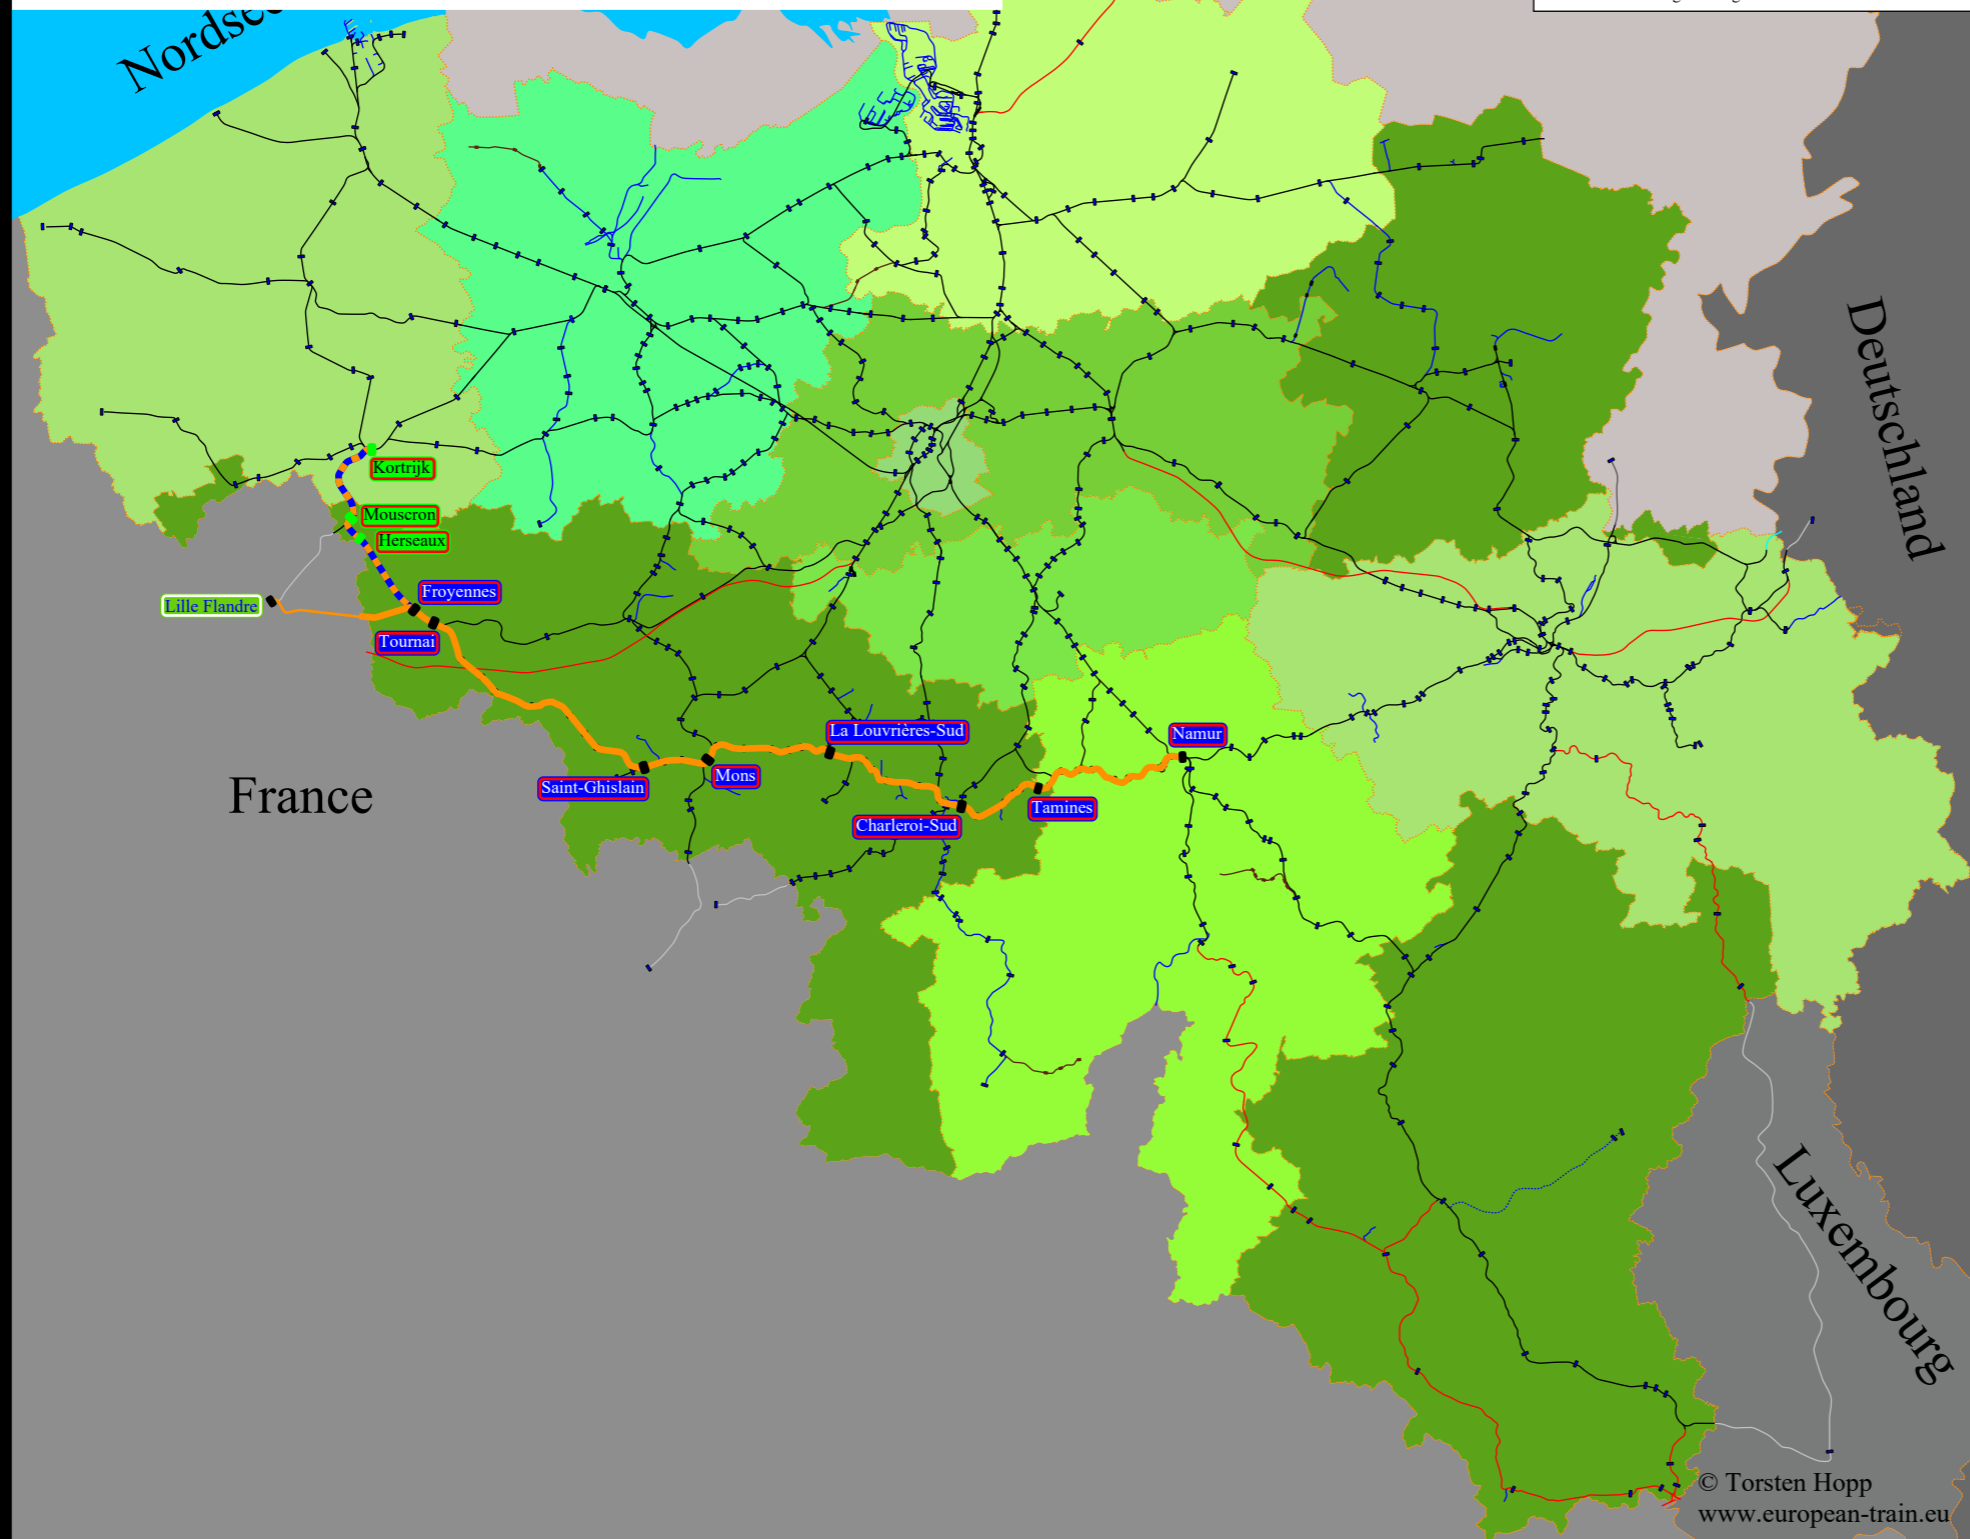 Deutschland
Kortrijk
Mouscron
Herseaux
Froyennes
Lille Flandre
Tournai
La Louvrières-Sud
Namur
Mons
Saint-Ghislain
France
Tamines
Charleroi-Sud
Luxembourg
© Torsten Hopp
www.european-train.eu